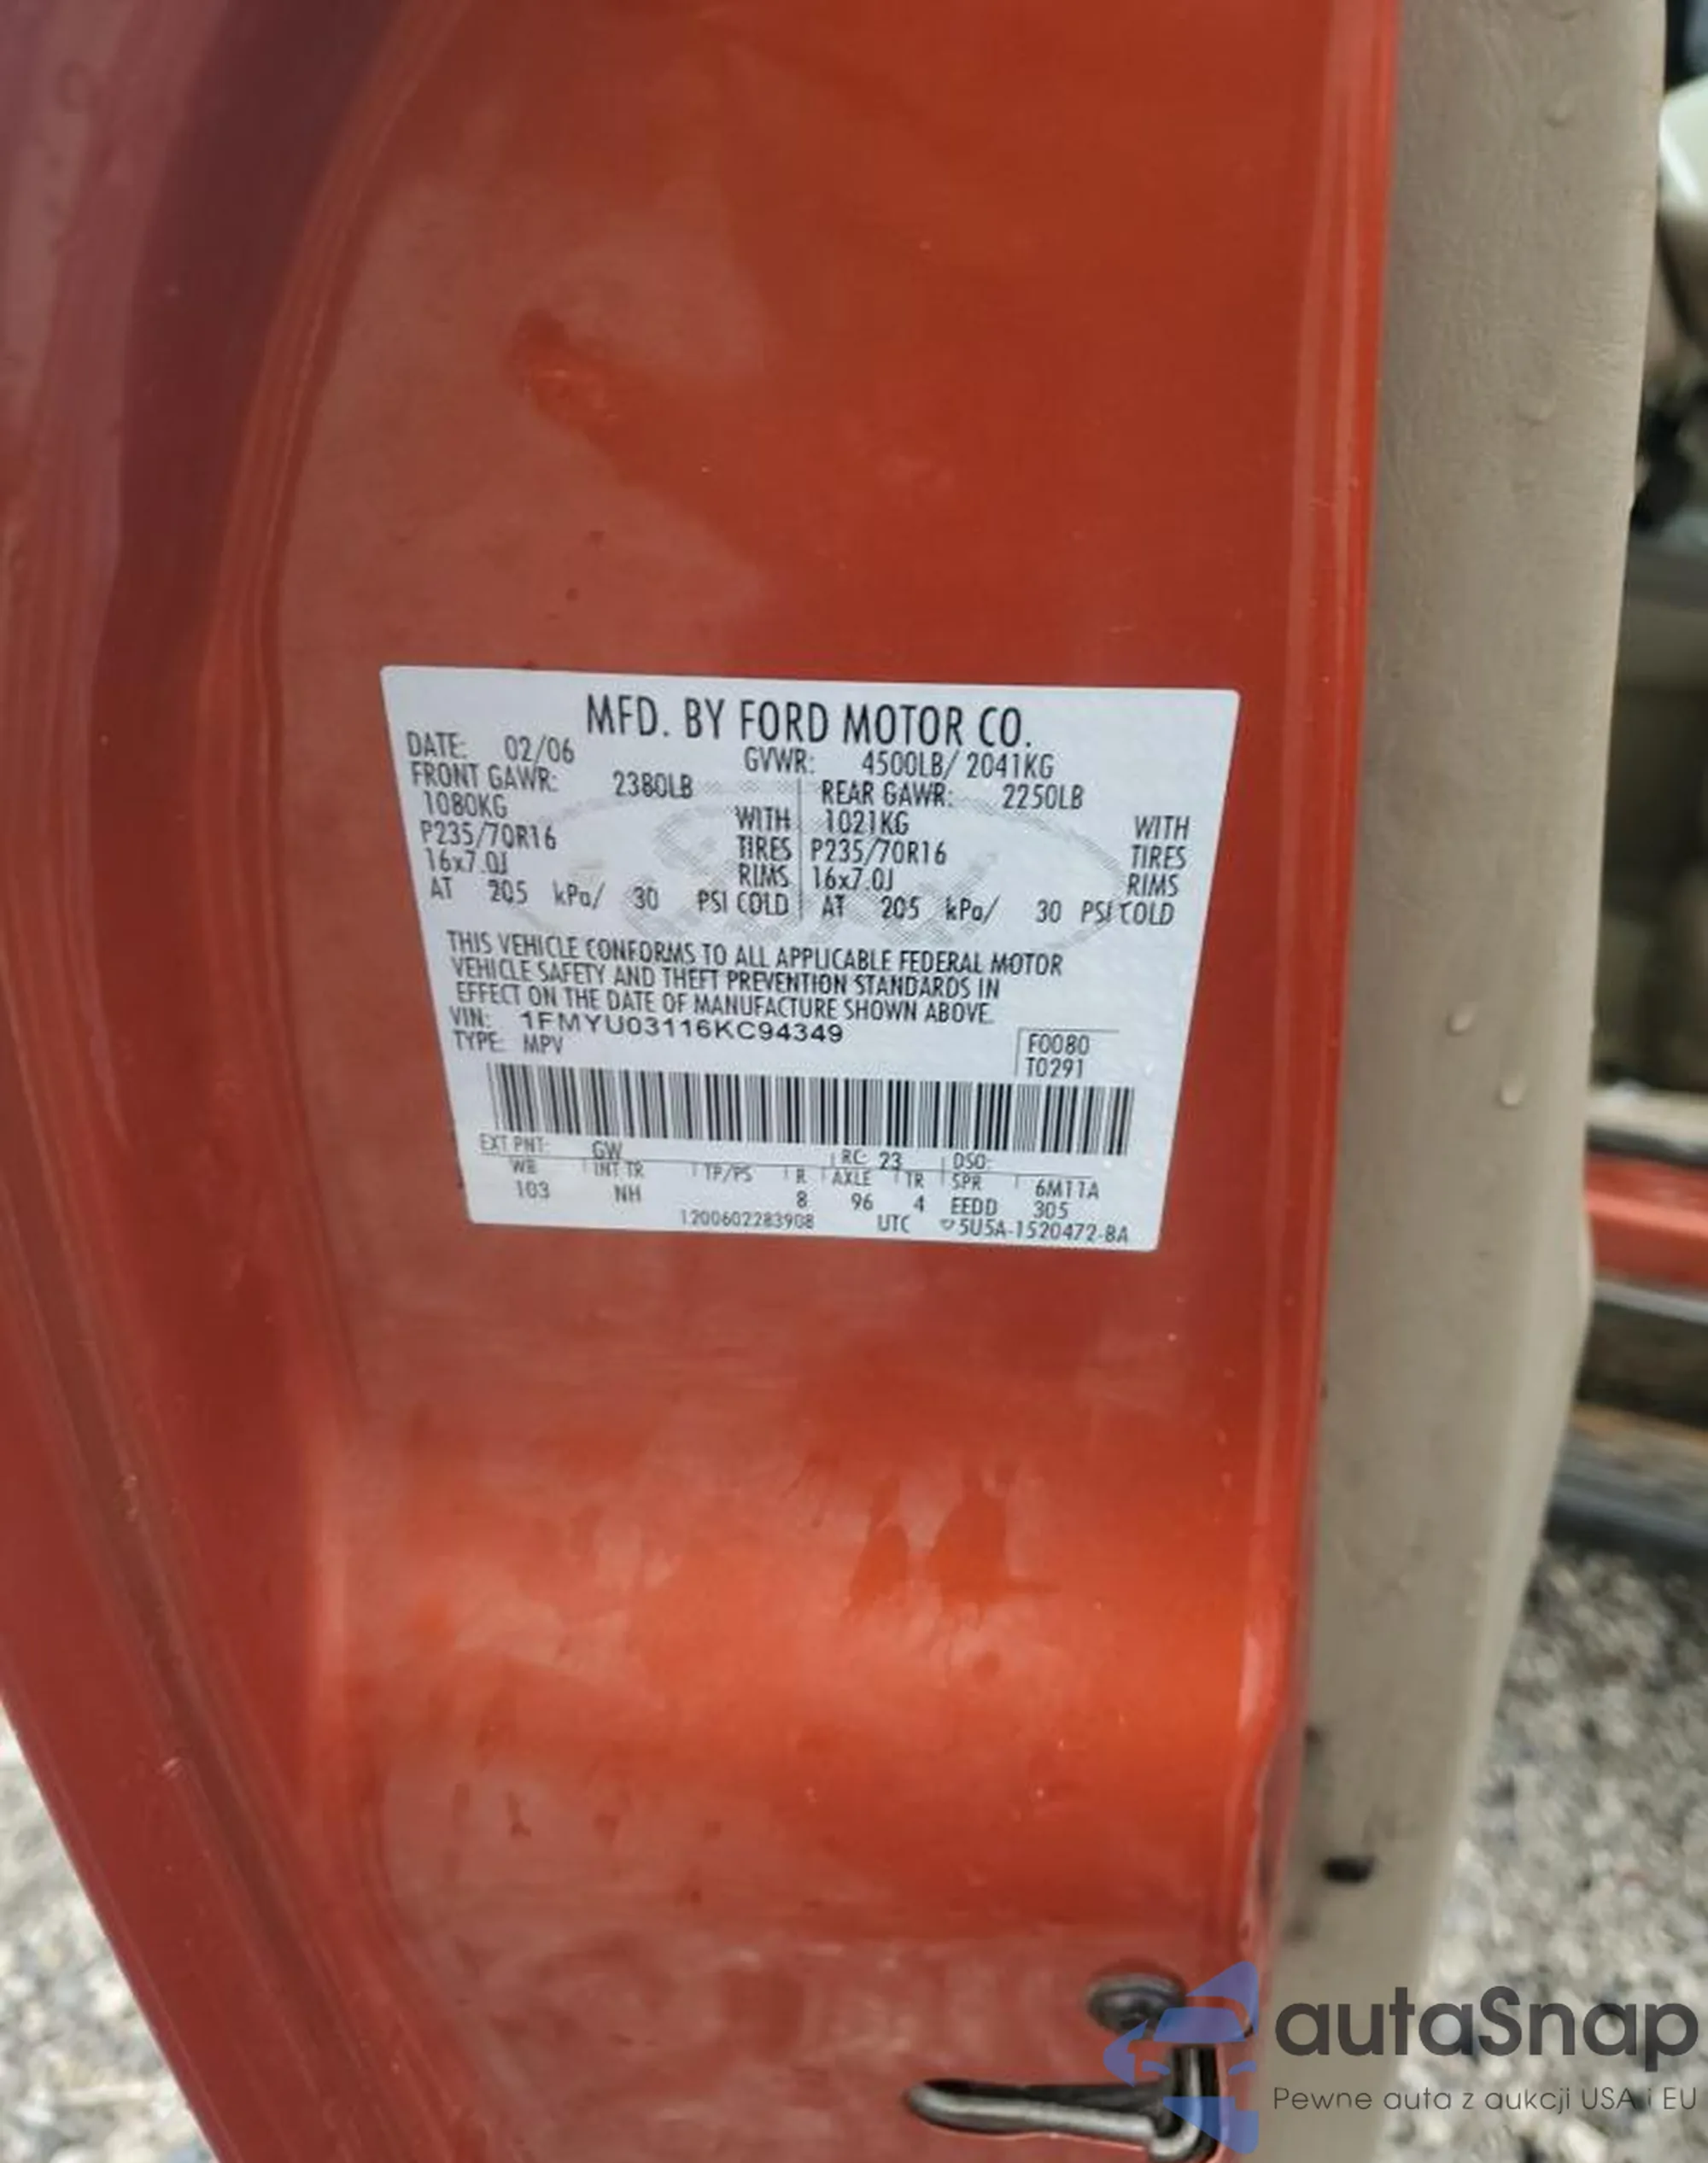 MFD. BY FORD MOTOR CO.
DATE: 02/06 GVWR: 4500LB/ 2041KG
FRONT GAWR: 2380LB REAR GAWR: 2250LB
1080KG WITH 1021KG WITH
P235/70R16 TIRES P235/70R16 TIRES
16x7.0J RIMS 16x7.0J RIMS
AT 205 kPa/ 30 PSI COLD AT 205 kPa/ 30 PSI COLD
THIS VEHICLE CONFORMS TO ALL APPLICABLE FEDERAL MOTOR
VEHICLE SAFETY AND THEFT PREVENTION STANDARDS IN
EFFECT ON THE DATE OF MANUFACTURE SHOWN ABOVE.
VIN: 1FMYU03116KC94349
TYPE: MPV
F0080
T0291
EXT PNT: GW RC: 23 DSO:
WB INT TR TP/PS R AXLE TR SPR 6M11A
103 NH 8 96 4 EEDD 305
1200602283908 UTC 5U5A-1520472-BA
autaSnap
Pewne auta z aukcji USA i EU